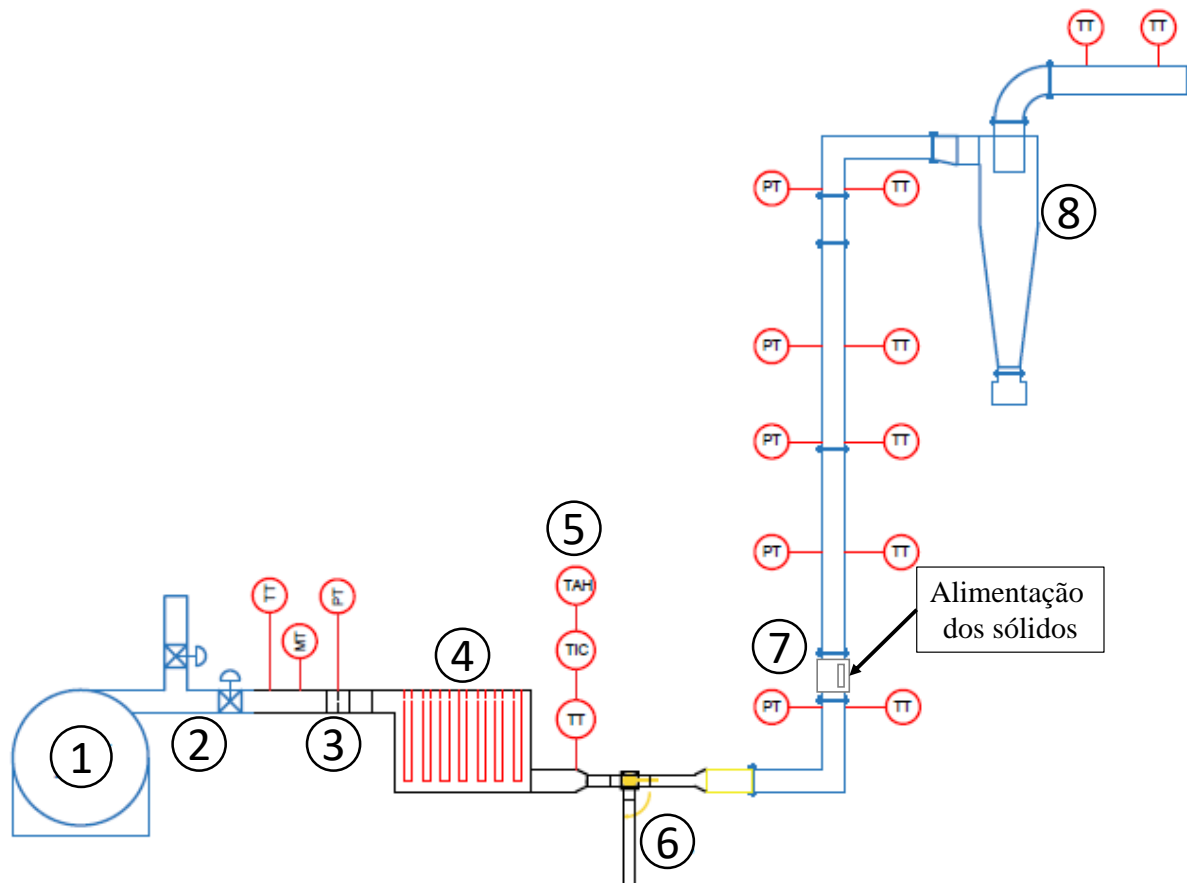 TT TT
PT TT
8
PT TT
PT TT
5
PT TT
TAH
Alimentação
dos sólidos
TT
MT
PT
4
TIC
7
PT TT
TT
1
2
3
6